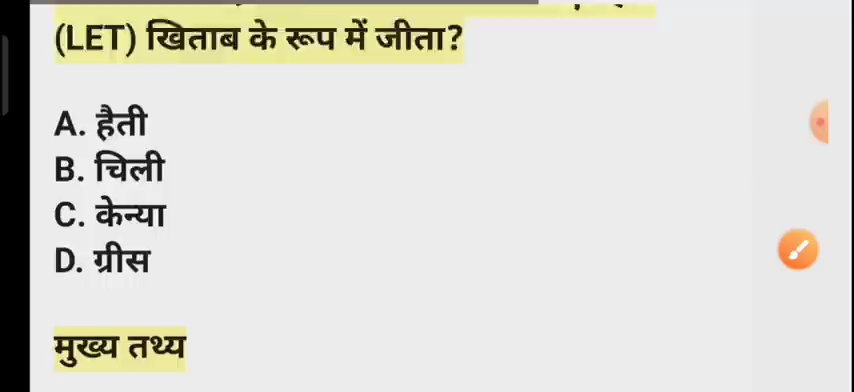 (LET) खिताब के रूप में जीता?
A. हैती
B. चिली
C. केन्या
D. ग्रीस
मुख्य तथ्य